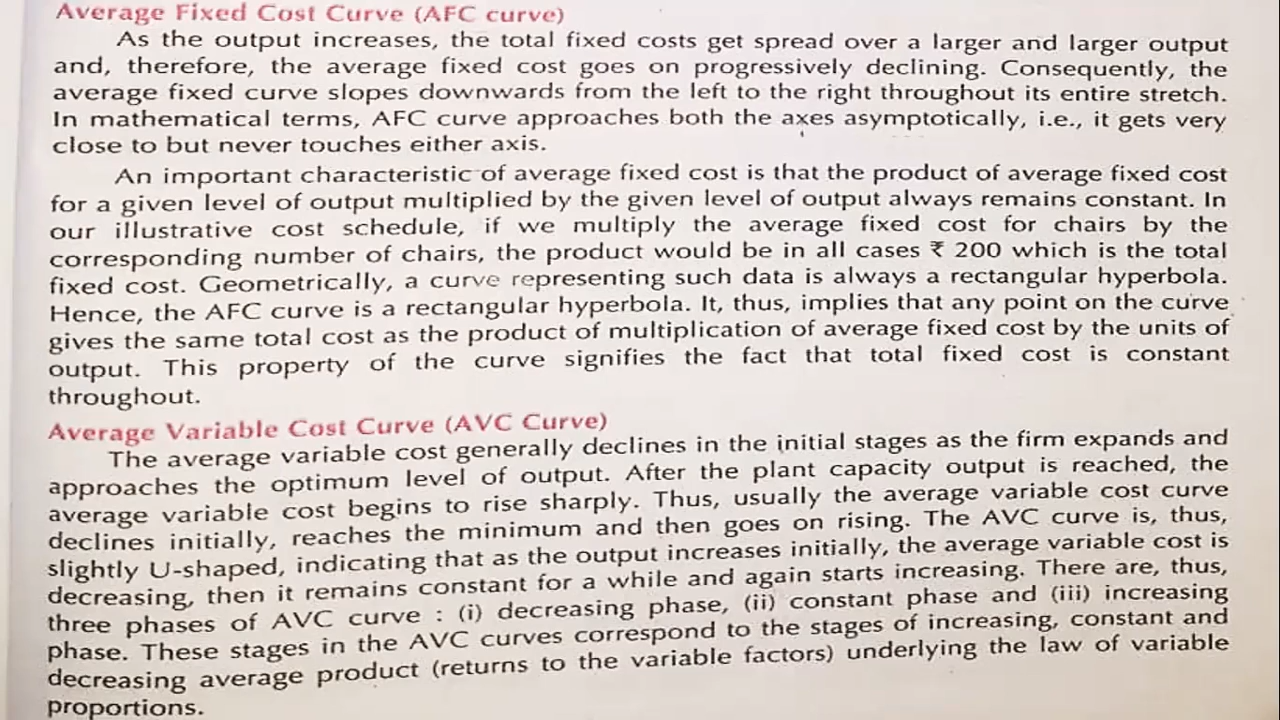 Average Fixed Cost Curve (AFC curve)
As the output increases, the total fixed costs get spread over a larger and larger output
and, therefore, the average fixed cost goes on progressively declining. Consequently, the
average fixed curve slopes downwards from the left to the right throughout its entire stretch.
In mathematical terms, AFC curve approaches both the axes asymptotically, i.e., it gets very
close to but never touches either axis.
An important characteristic of average fixed cost is that the product of average fixed cost
for a given level of output multiplied by the given level of output always remains constant. In
our illustrative cost schedule, if we multiply the average fixed cost for chairs by the
corresponding number of chairs, the product would be in all cases ₹ 200 which is the total
fixed cost. Geometrically, a curve representing such data is always a rectangular hyperbola.
Hence, the AFC curve is a rectangular hyperbola. It, thus, implies that any point on the curve
gives the same total cost as the product of multiplication of average fixed cost by the units of
output. This property of the curve signifies the fact that total fixed cost is constant
throughout.
Average Variable Cost Curve (AVC Curve)
The average variable cost generally declines in the initial stages as the firm expands and
approaches the optimum level of output. After the plant capacity output is reached, the
average variable cost begins to rise sharply. Thus, usually the average variable cost curve
declines initially, reaches the minimum and then goes on rising. The AVC curve is, thus,
slightly U-shaped, indicating that as the output increases initially, the average variable cost is
decreasing, then it remains constant for a while and again starts increasing. There are, thus,
three phases of AVC curve : (i) decreasing phase, (ii) constant phase and (iii) increasing
phase. These stages in the AVC curves correspond to the stages of increasing, constant and
decreasing average product (returns to the variable factors) underlying the law of variable
proportions.